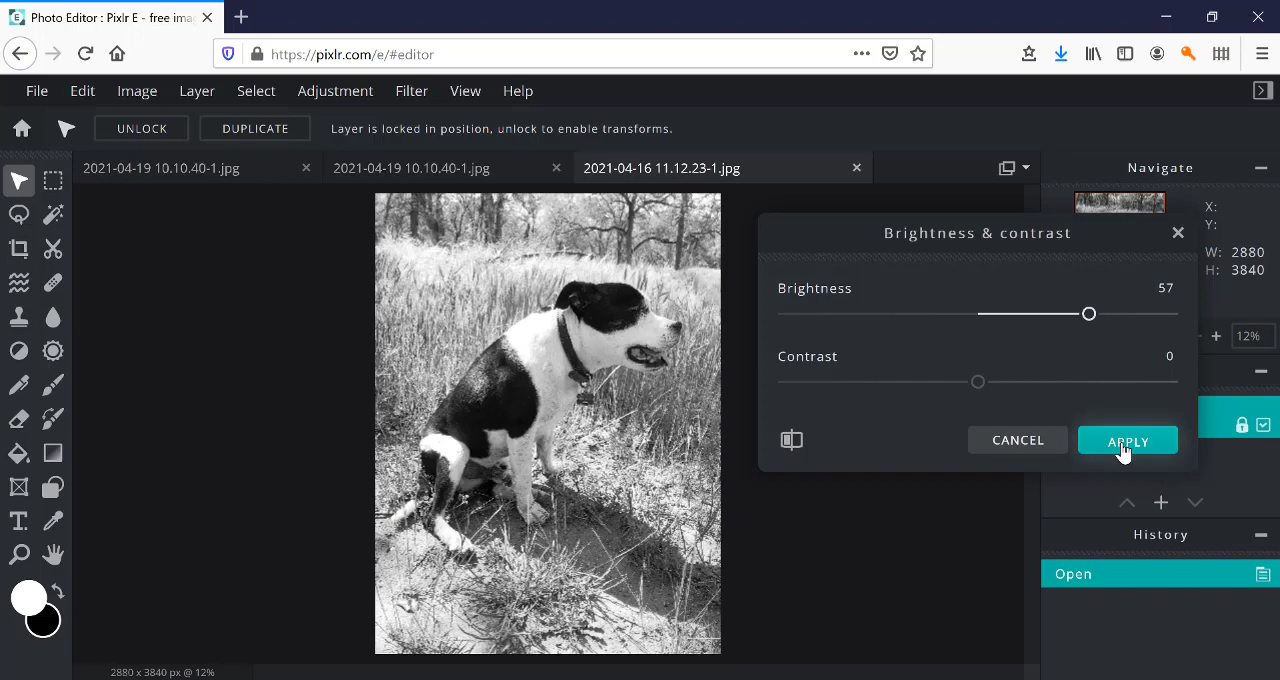 Photo Editor : Pixlr E - free ima
https://pixlr.com/e/#editor
File Edit Image Layer Select Adjustment Filter View Help
UNLOCK DUPLICATE Layer is locked in position, unlock to enable transforms.
2021-04-19 10.10.40-1.jpg 2021-04-19 10.10.40-1.jpg 2021-04-16 11.12.23-1.jpg Navigate
X:
Y:
W: 2880
H: 3840
12%
Brightness & contrast
Brightness 57
Contrast 0
CANCEL APPLY
History
Open
2880 x 3840 px @ 12%